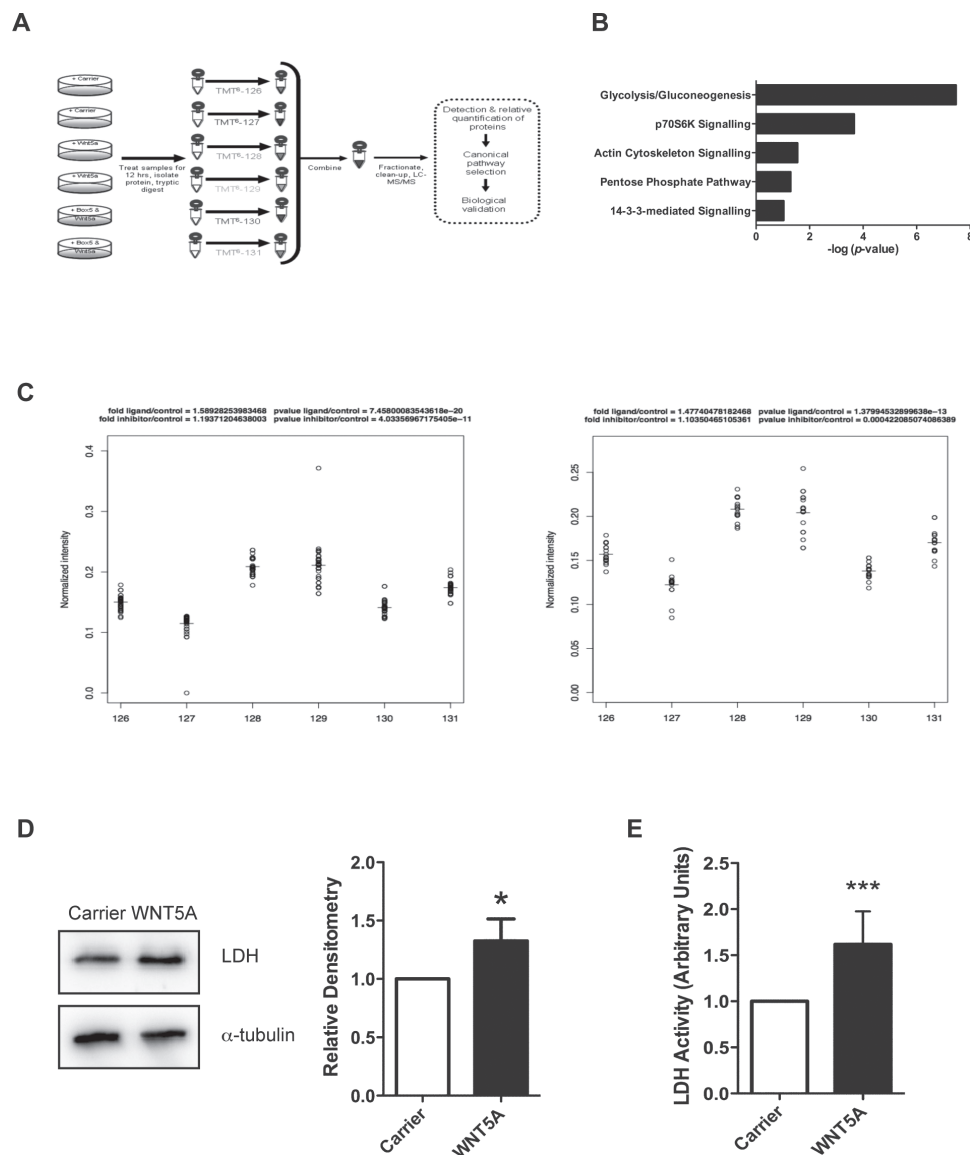 A
+ Carrier
+ Carrier
+ Wnt5a
+ Wnt5a
+ Box5 &
Wnt5a
+ Box5 &
Wnt5a
Treat samples for
12 hrs, isolate
protein, tryptic
digest
TMT⁶-126
TMT⁶-127
TMT⁶-128
TMT⁶-129
TMT⁶-130
TMT⁶-131
Combine
Fractionate,
clean-up, LC-
MS/MS
Detection & relative
quantification of
proteins
Canonical
pathway
selection
Biological
validation
B
Glycolysis/Gluconeogenesis
p70S6K Signalling
Actin Cytoskeleton Signalling
Pentose Phosphate Pathway
14-3-3-mediated Signalling
0 2 4 6 8
-log (p-value)
C
fold ligand/control = 1.58928253983468 pvalue ligand/control = 7.45800083543618e-20
fold inhibitor/control = 1.19371204638003 pvalue inhibitor/control = 4.03356967175405e-11
Normalized intensity
0.4
0.3
0.2
0.1
0.0
126 127 128 129 130 131
fold ligand/control = 1.47740478182468 pvalue ligand/control = 1.37994532899638e-13
fold inhibitor/control = 1.10350465105361 pvalue inhibitor/control = 0.000422085074086389
Normalized intensity
0.25
0.20
0.15
0.10
0.05
0.00
126 127 128 129 130 131
D
Carrier WNT5A
LDH
α-tubulin
Relative Densitometry
2.0
1.5
1.0
0.5
0.0
*
Carrier
WNT5A
E
LDH Activity (Arbitrary Units)
2.5
2.0
1.5
1.0
0.5
0.0
***
Carrier
WNT5A